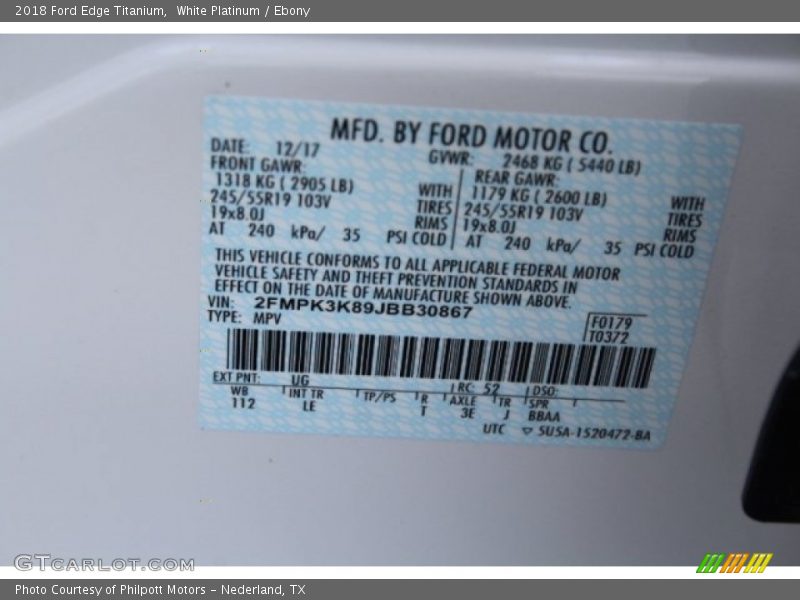 2018 Ford Edge Titanium,  White Platinum / Ebony
MFD. BY FORD MOTOR CO.
DATE: 12/17
GVWR: 2468 KG ( 5440 LB)
FRONT GAWR:
1318 KG ( 2905 LB) WITH
245/55R19 103V TIRES
19x8.0J RIMS
AT 240 kPa/ 35 PSI COLD
REAR GAWR:
1179 KG ( 2600 LB) WITH
245/55R19 103V TIRES
19x8.0J RIMS
AT 240 kPa/ 35 PSI COLD
THIS VEHICLE CONFORMS TO ALL APPLICABLE FEDERAL MOTOR
VEHICLE SAFETY AND THEFT PREVENTION STANDARDS IN
EFFECT ON THE DATE OF MANUFACTURE SHOWN ABOVE.
VIN: 2FMPK3K89JBB30867
TYPE: MPV
F0179
T0372
EXT PNT: UG RC: 52 DSO:
WB INT TR TP/PS R AXLE TR SPR
112 LE T 3E J BBAA
UTC ▽ SU5A-1520472-BA
GTCARLOT.COM
Photo Courtesy of Philpott Motors – Nederland, TX